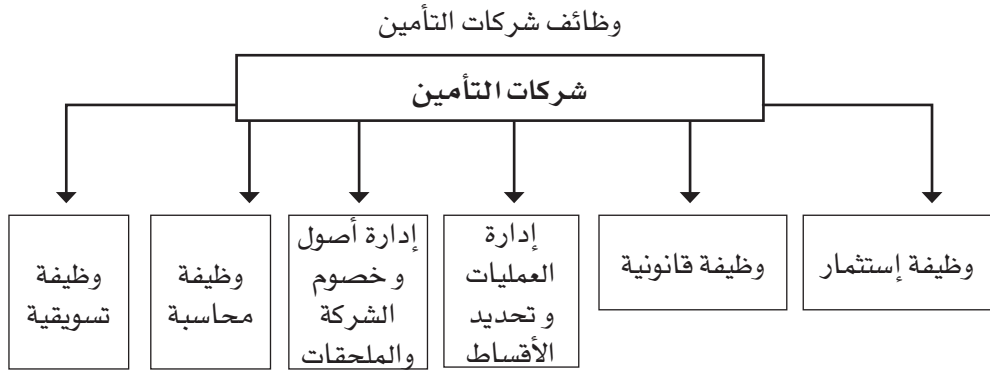 وظائف شركات التأمين
شركات التأمين
وظيفة إستثمار
وظيفة قانونية
إدارة
العمليات
و تحديد
الأقساط
إدارة أصول
و خصوم
الشركة
والملحقات
وظيفة
محاسبة
وظيفة
تسويقية